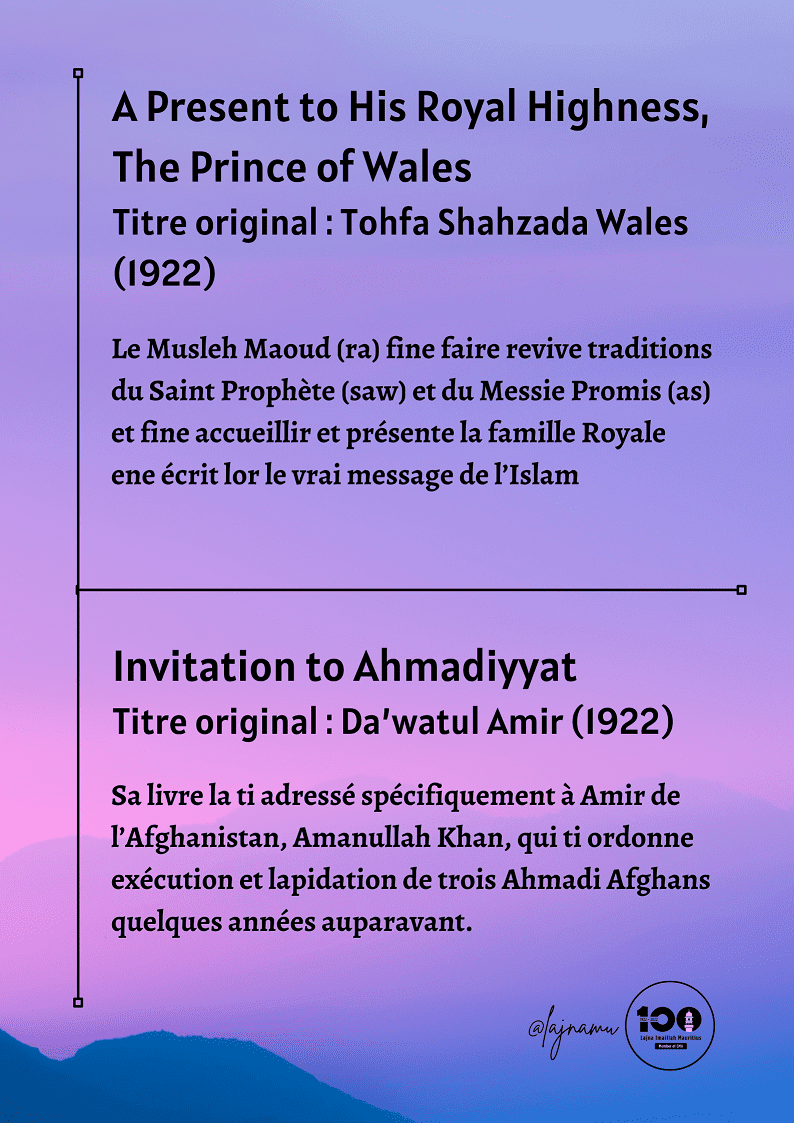 A Present to His Royal Highness,
The Prince of Wales
Titre original : Tohfa Shahzada Wales
(1922)
Le Musleh Maoud (ra) fine faire revive traditions
du Saint Prophète (saw) et du Messie Promis (as)
et fine accueillir et présente la famille Royale
ene écrit lor le vrai message de l’Islam
Invitation to Ahmadiyyat
Titre original : Da'watul Amir (1922)
Sa livre la ti adressé spécifiquement à Amir de
l’Afghanistan, Amanullah Khan, qui ti ordonne
exécution et lapidation de trois Ahmadi Afghans
quelques années auparavant.
@lajnamu
100
Lajna Imaillah Mauritius